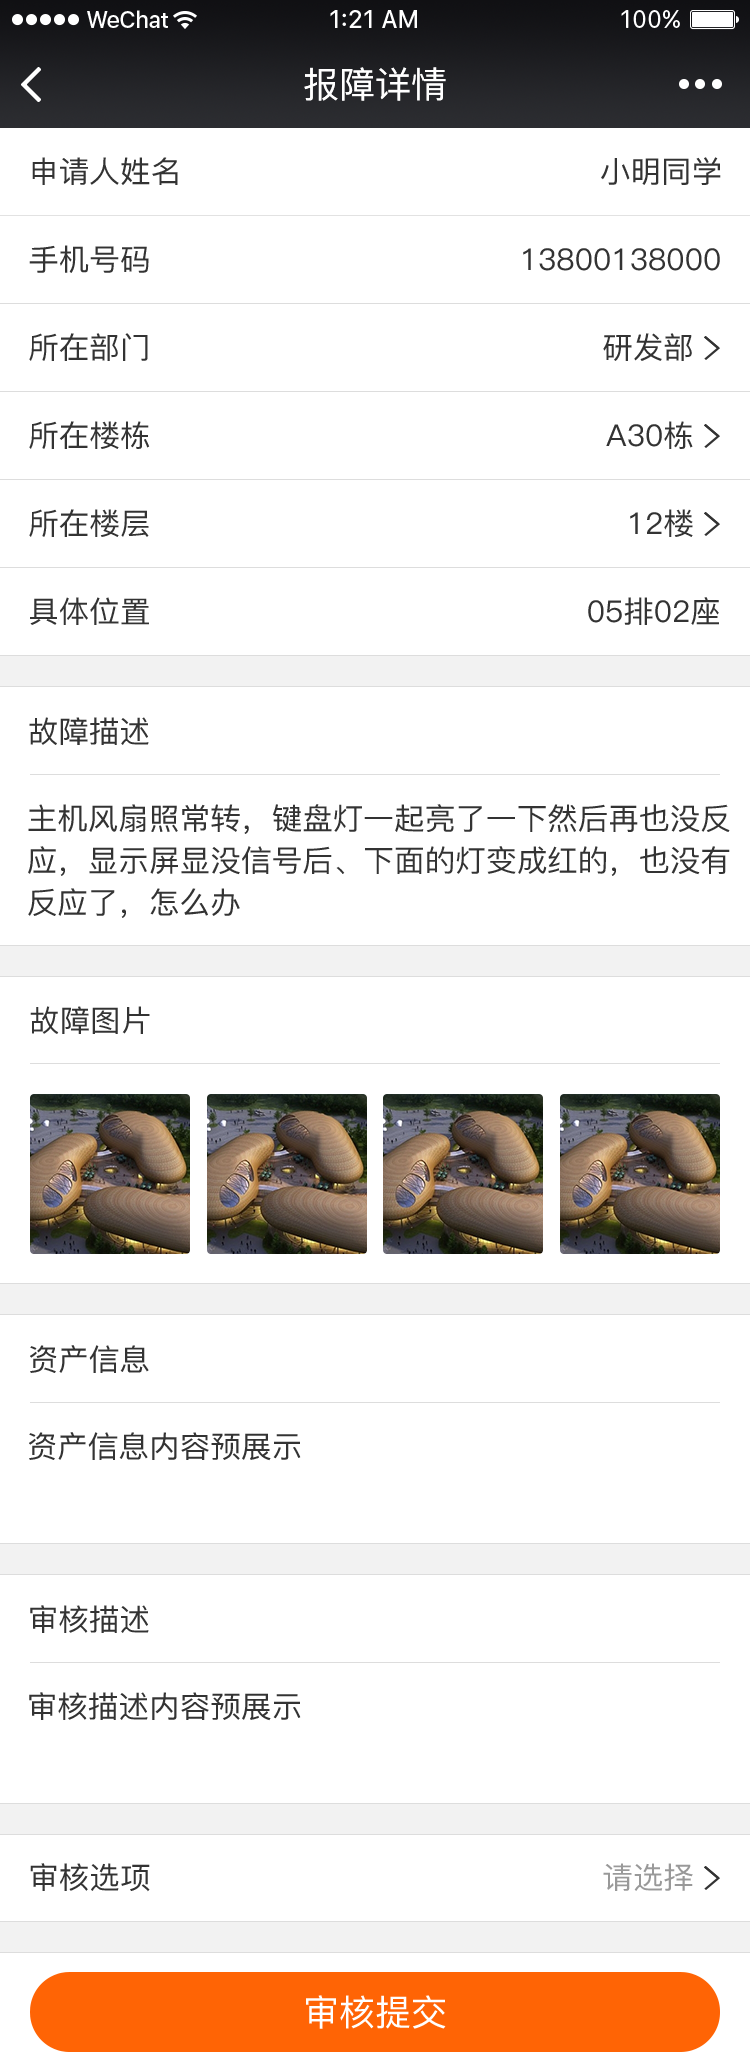 WeChat 1:21 AM 100%
报障详情
申请人姓名 小明同学
手机号码 13800138000
所在部门 研发部
所在楼栋 A30栋
所在楼层 12楼
具体位置 05排02座
故障描述
主机风扇照常转，键盘灯一起亮了一下然后再也没反
应，显示屏显没信号后、下面的灯变成红的，也没有
反应了，怎么办
故障图片
资产信息
资产信息内容预展示
审核描述
审核描述内容预展示
审核选项 请选择
审核提交